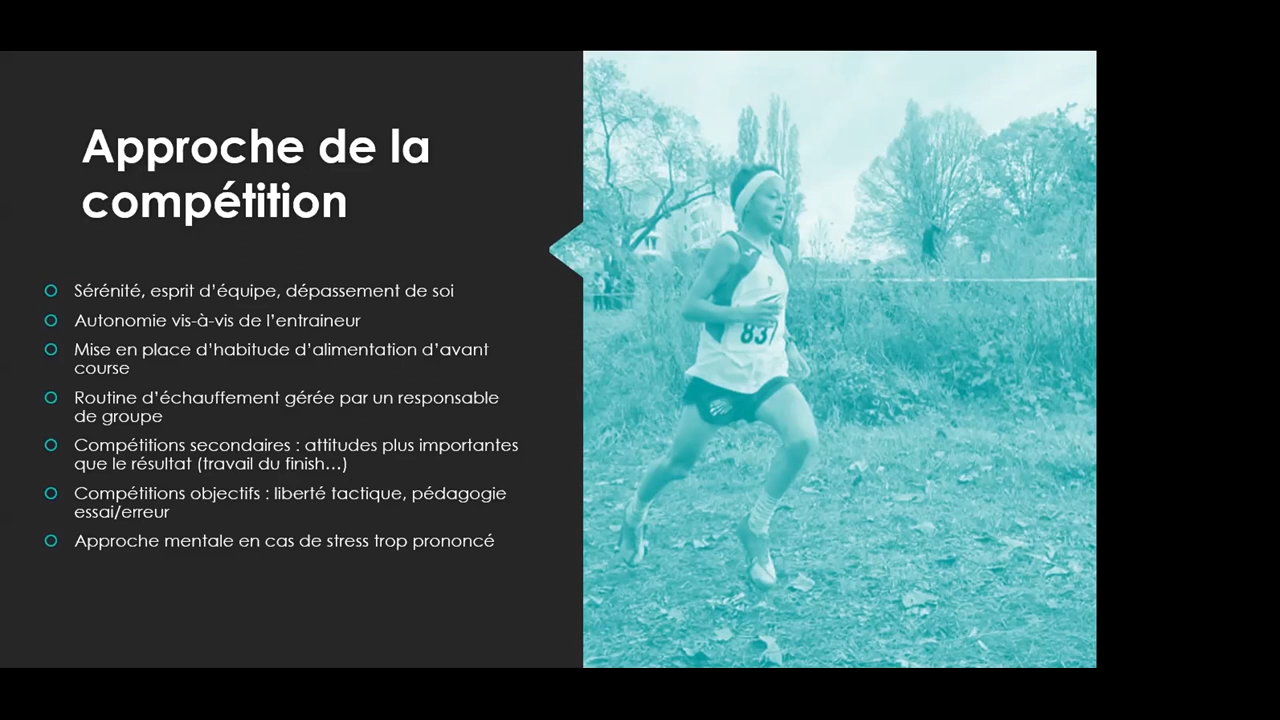 Approche de la
compétition
Sérénité, esprit d'équipe, dépassement de soi
Autonomie vis-à-vis de l'entraineur
Mise en place d'habitude d'alimentation d'avant
course
Routine d'échauffement gérée par un responsable
de groupe
Compétitions secondaires : attitudes plus importantes
que le résultat (travail du finish…)
Compétitions objectifs : liberté tactique, pédagogie
essai/erreur
Approche mentale en cas de stress trop prononcé
837